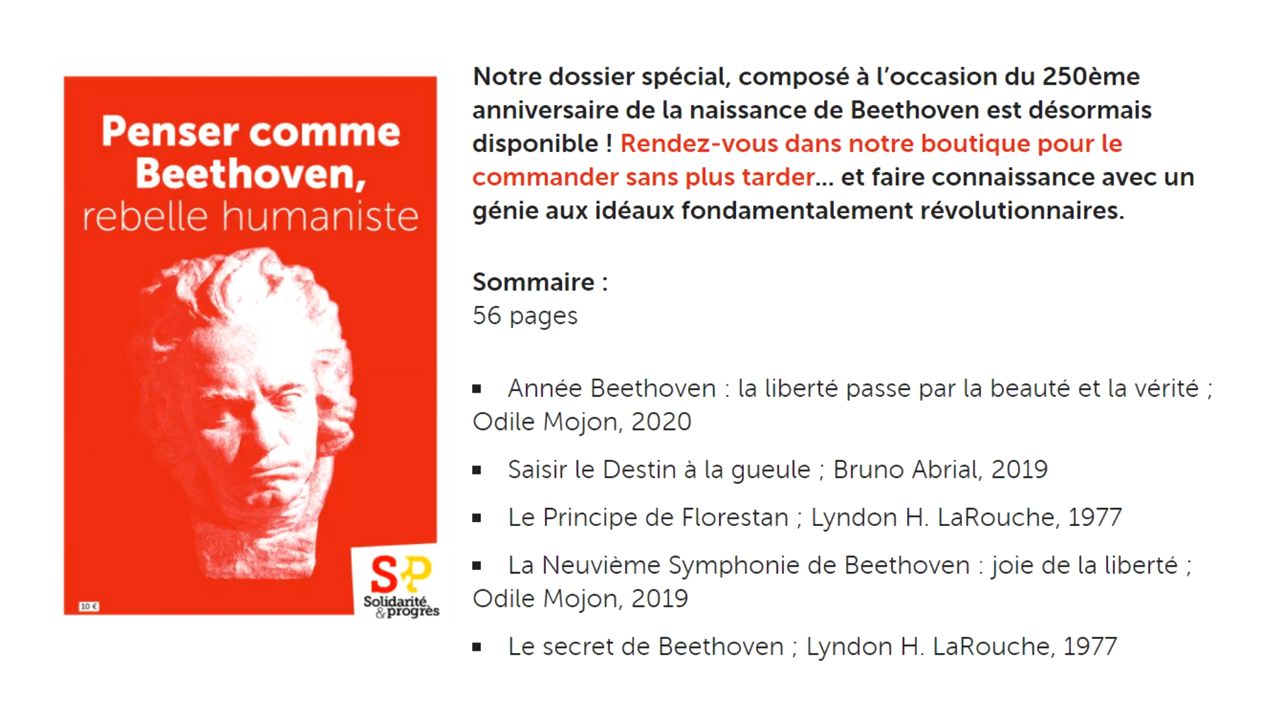 Penser comme
Beethoven,
rebelle humaniste
10 €
S&P
Solidarité
&progrès
Notre dossier spécial, composé à l’occasion du 250ème
anniversaire de la naissance de Beethoven est désormais
disponible ! Rendez-vous dans notre boutique pour le
commander sans plus tarder... et faire connaissance avec un
génie aux idéaux fondamentalement révolutionnaires.
Sommaire :
56 pages
▪ Année Beethoven : la liberté passe par la beauté et la vérité ;
Odile Mojon, 2020
▪ Saisir le Destin à la gueule ; Bruno Abrial, 2019
▪ Le Principe de Florestan ; Lyndon H. LaRouche, 1977
▪ La Neuvième Symphonie de Beethoven : joie de la liberté ;
Odile Mojon, 2019
▪ Le secret de Beethoven ; Lyndon H. LaRouche, 1977